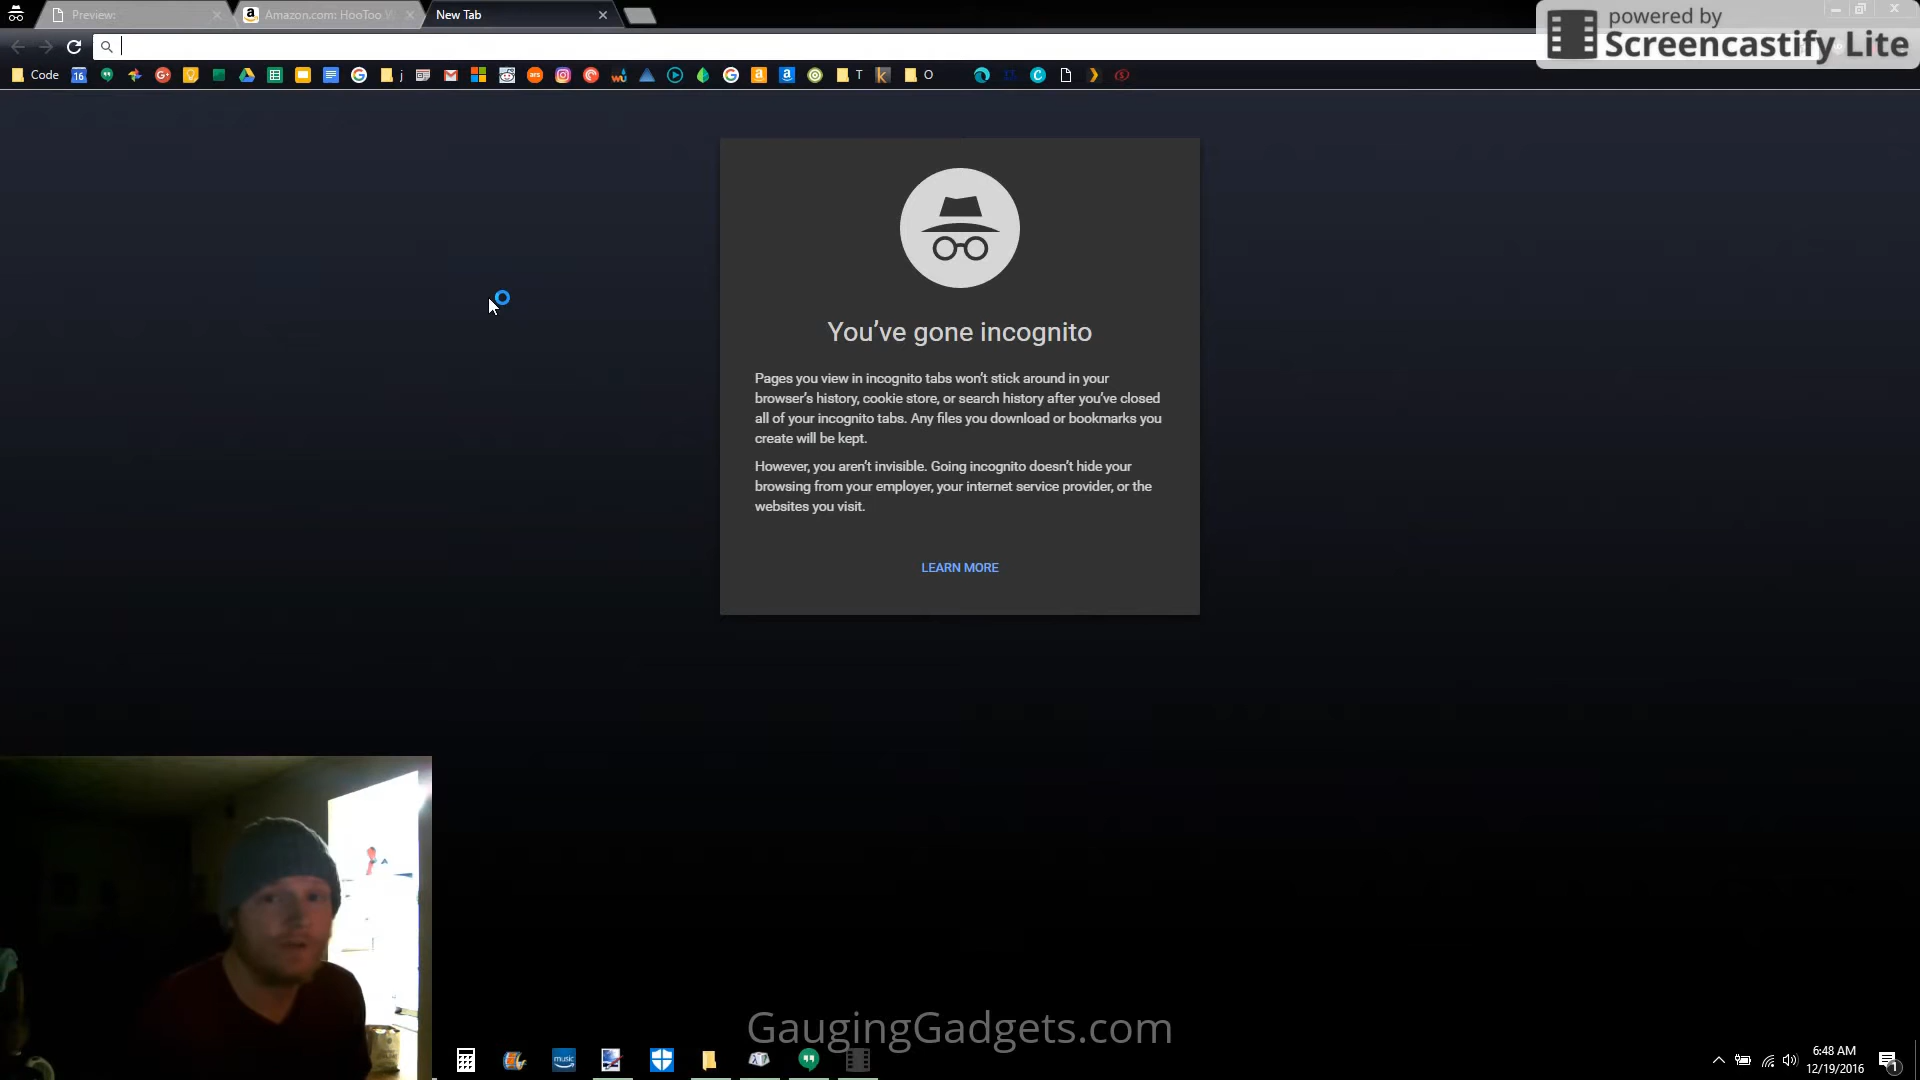 Preview:
Amazon.com: HooToo W
New Tab
powered by
Screencastify Lite
Code
16
j
T
O
You've gone incognito
Pages you view in incognito tabs won't stick around in your
browser's history, cookie store, or search history after you've closed
all of your incognito tabs. Any files you download or bookmarks you
create will be kept.
However, you aren't invisible. Going incognito doesn't hide your
browsing from your employer, your internet service provider, or the
websites you visit.
LEARN MORE
GaugingGadgets.com
music
6:48 AM
12/19/2016
1